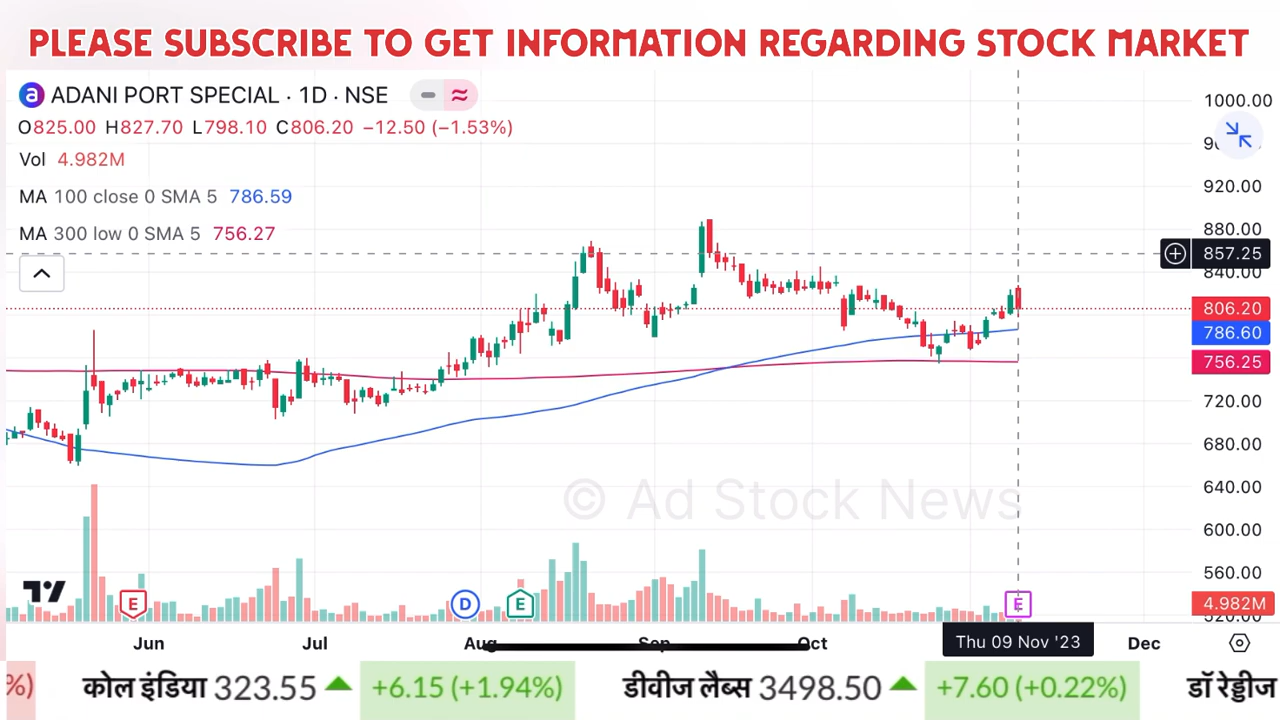 PLEASE SUBSCRIBE TO GET INFORMATION REGARDING STOCK MARKET
a ADANI PORT SPECIAL · 1D · NSE
O825.00 H827.70 L798.10 C806.20 −12.50 (−1.53%)
Vol 4.982M
MA 100 close 0 SMA 5 786.59
MA 300 low 0 SMA 5 756.27
1000.00
920.00
880.00
857.25
840.00
806.20
786.60
756.25
720.00
680.00
640.00
600.00
560.00
4.982M
520.00
© Ad Stock News
E D E E
Jun Jul Aug Sep Oct Thu 09 Nov '23 Dec
%) कोल इंडिया 323.55 +6.15 (+1.94%) डीवीज लैब्स 3498.50 +7.60 (+0.22%) डॉ रेड्डीज